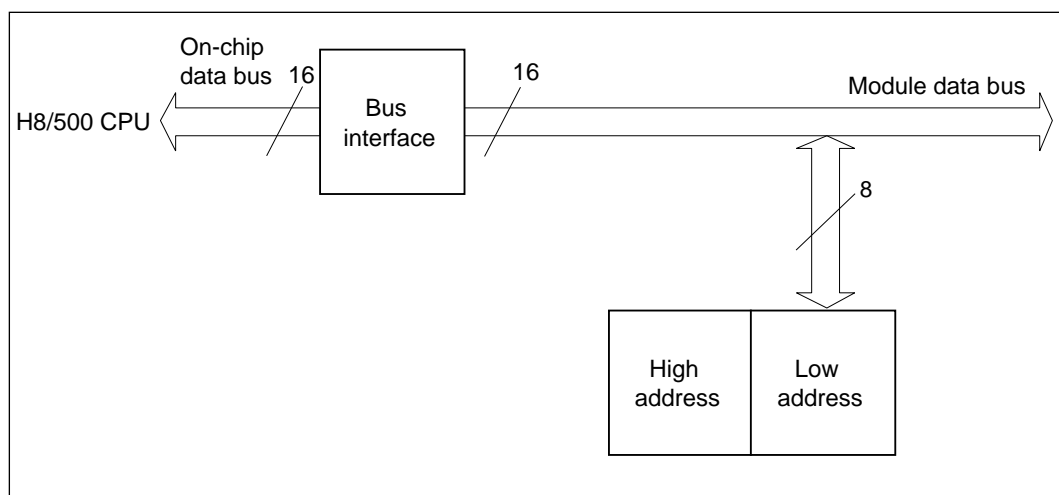 On-chip
data bus
16
16
Module data bus
H8/500 CPU
Bus
interface
8
High
address
Low
address